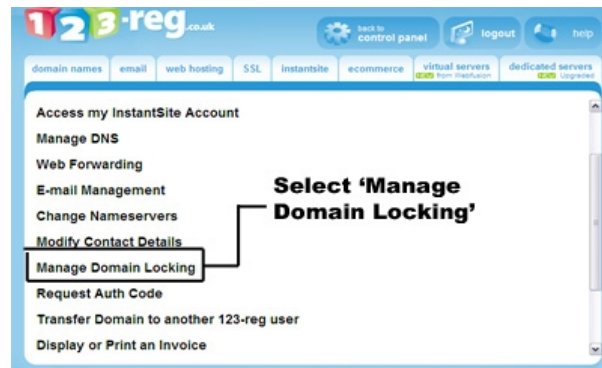 123-reg.co.uk
back to
control panel
logout
help
domain names
email
web hosting
SSL
instantsite
ecommerce
virtual servers
NEW from Webfusion
dedicated servers
NEW Upgraded
Access my InstantSite Account
Manage DNS
Web Forwarding
E-mail Management
Change Nameservers
Modify Contact Details
Manage Domain Locking
Request Auth Code
Transfer Domain to another 123-reg user
Display or Print an Invoice
Select ‘Manage
Domain Locking’